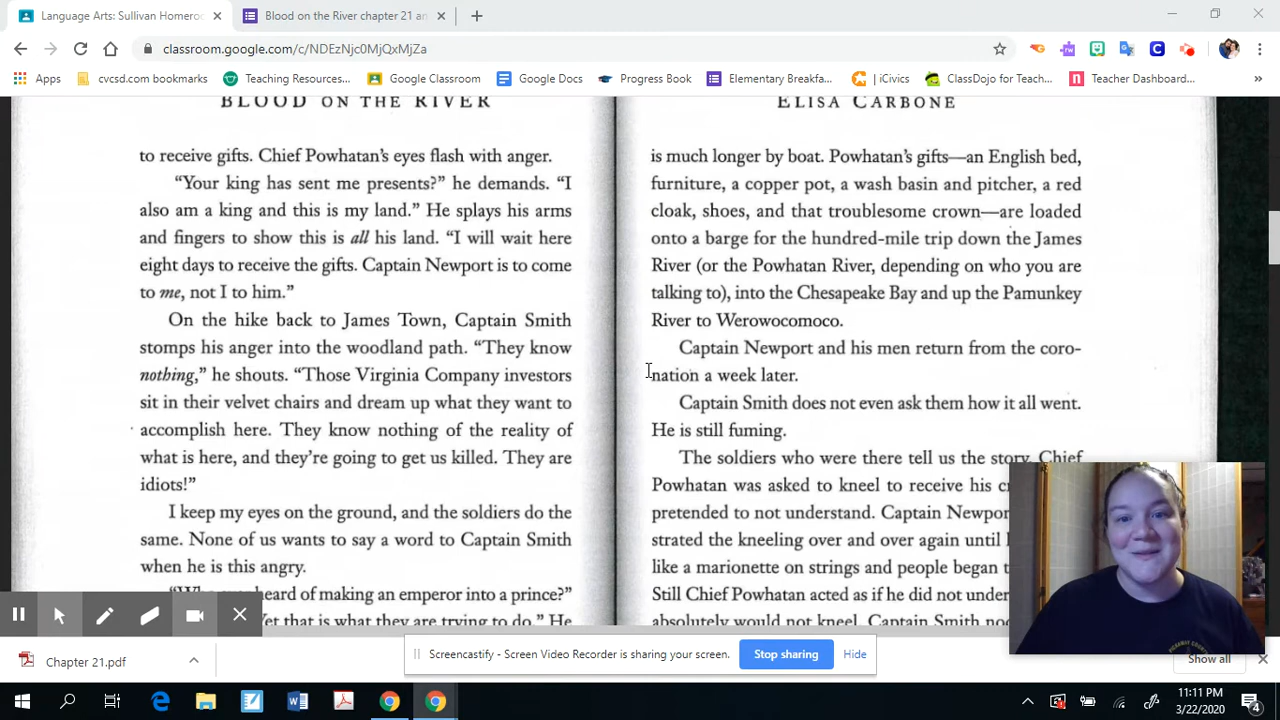 Language Arts: Sullivan Homeroo
Blood on the River chapter 21 an
classroom.google.com/c/NDEzNjc0MjQxMjZa
Apps
cvcsd.com bookmarks
Teaching Resources...
Google Classroom
Google Docs
Progress Book
Elementary Breakfa...
iCivics
ClassDojo for Teach...
Teacher Dashboard...
BLOOD ON THE RIVER
to receive gifts. Chief Powhatan's eyes flash with anger.
"Your king has sent me presents?" he demands. "I
also am a king and this is my land." He splays his arms
and fingers to show this is all his land. "I will wait here
eight days to receive the gifts. Captain Newport is to come
to me, not I to him."
On the hike back to James Town, Captain Smith
stomps his anger into the woodland path. "They know
nothing," he shouts. "Those Virginia Company investors
sit in their velvet chairs and dream up what they want to
accomplish here. They know nothing of the reality of
what is here, and they're going to get us killed. They are
idiots!"
I keep my eyes on the ground, and the soldiers do the
same. None of us wants to say a word to Captain Smith
when he is this angry.
heard of making an emperor into a prince?"
that is what they are trying to do." He
ELISA CARBONE
is much longer by boat. Powhatan's gifts—an English bed,
furniture, a copper pot, a wash basin and pitcher, a red
cloak, shoes, and that troublesome crown—are loaded
onto a barge for the hundred-mile trip down the James
River (or the Powhatan River, depending on who you are
talking to), into the Chesapeake Bay and up the Pamunkey
River to Werowocomoco.
Captain Newport and his men return from the coro-
nation a week later.
Captain Smith does not even ask them how it all went.
He is still fuming.
The soldiers who were there tell us the story. Chief
Powhatan was asked to kneel to receive his c
pretended to not understand. Captain Newpor
strated the kneeling over and over again until
like a marionette on strings and people began t
Still Chief Powhatan acted as if he did not under
absolutely would not kneel. Captain Smith no
Screencastify - Screen Video Recorder is sharing your screen.
Stop sharing
Hide
Chapter 21.pdf
Show all
11:11 PM
3/22/2020
4